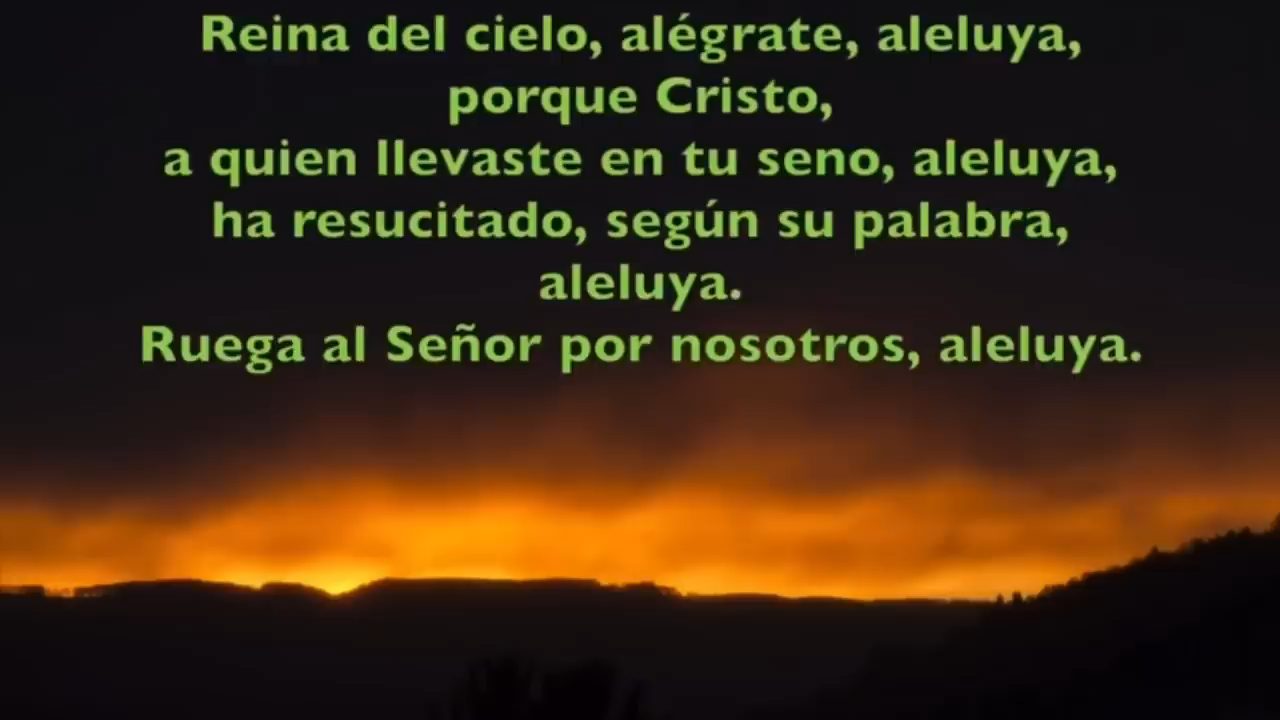 Reina del cielo, alégrate, aleluya,
porque Cristo,
a quien llevaste en tu seno, aleluya,
ha resucitado, según su palabra,
aleluya.
Ruega al Señor por nosotros, aleluya.